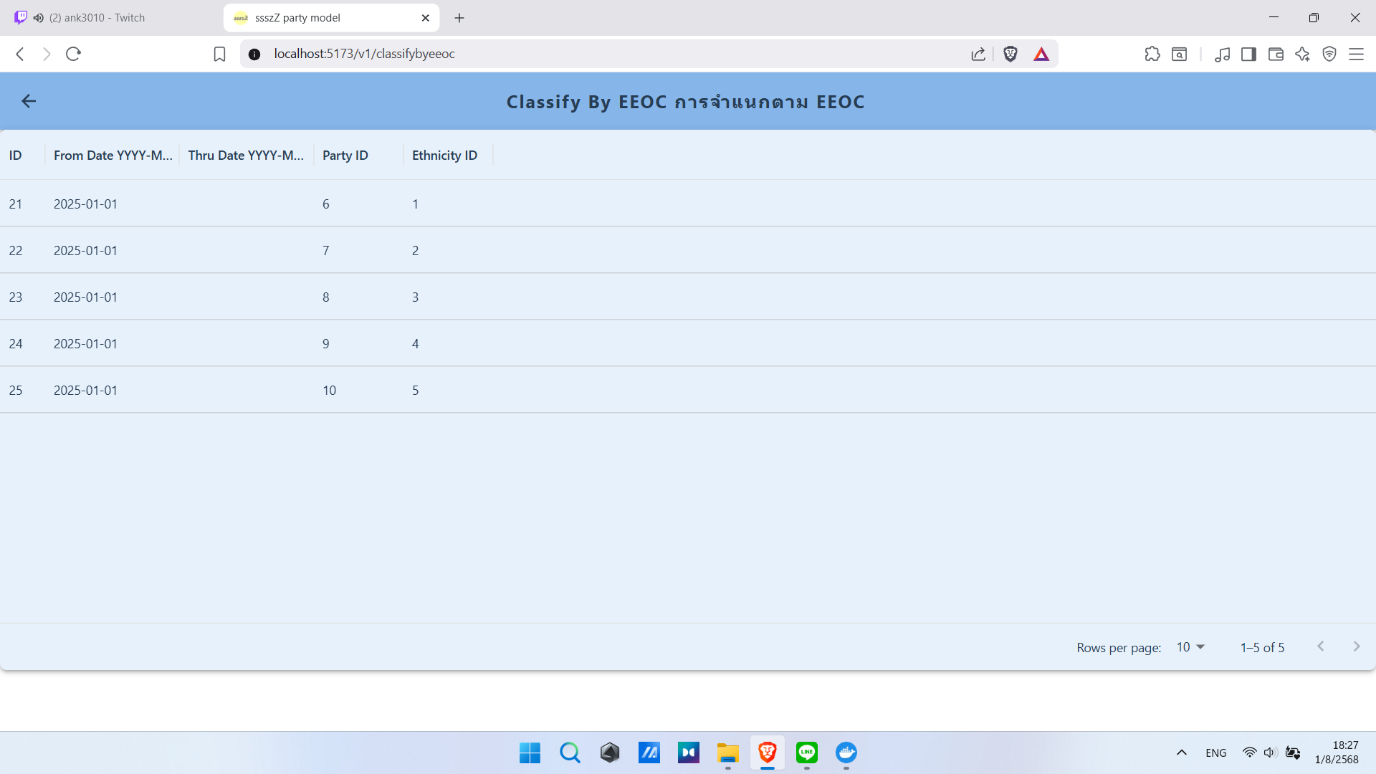 (2) ank3010 - Twitch
ssszZ party model
localhost:5173/v1/classifybyeeoc
Classify By EEOC การจำแนกตาม EEOC
ID From Date YYYY-M... Thru Date YYYY-M... Party ID Ethnicity ID
21 2025-01-01 6 1
22 2025-01-01 7 2
23 2025-01-01 8 3
24 2025-01-01 9 4
25 2025-01-01 10 5
Rows per page: 10 1–5 of 5
ENG 18:27
1/8/2568